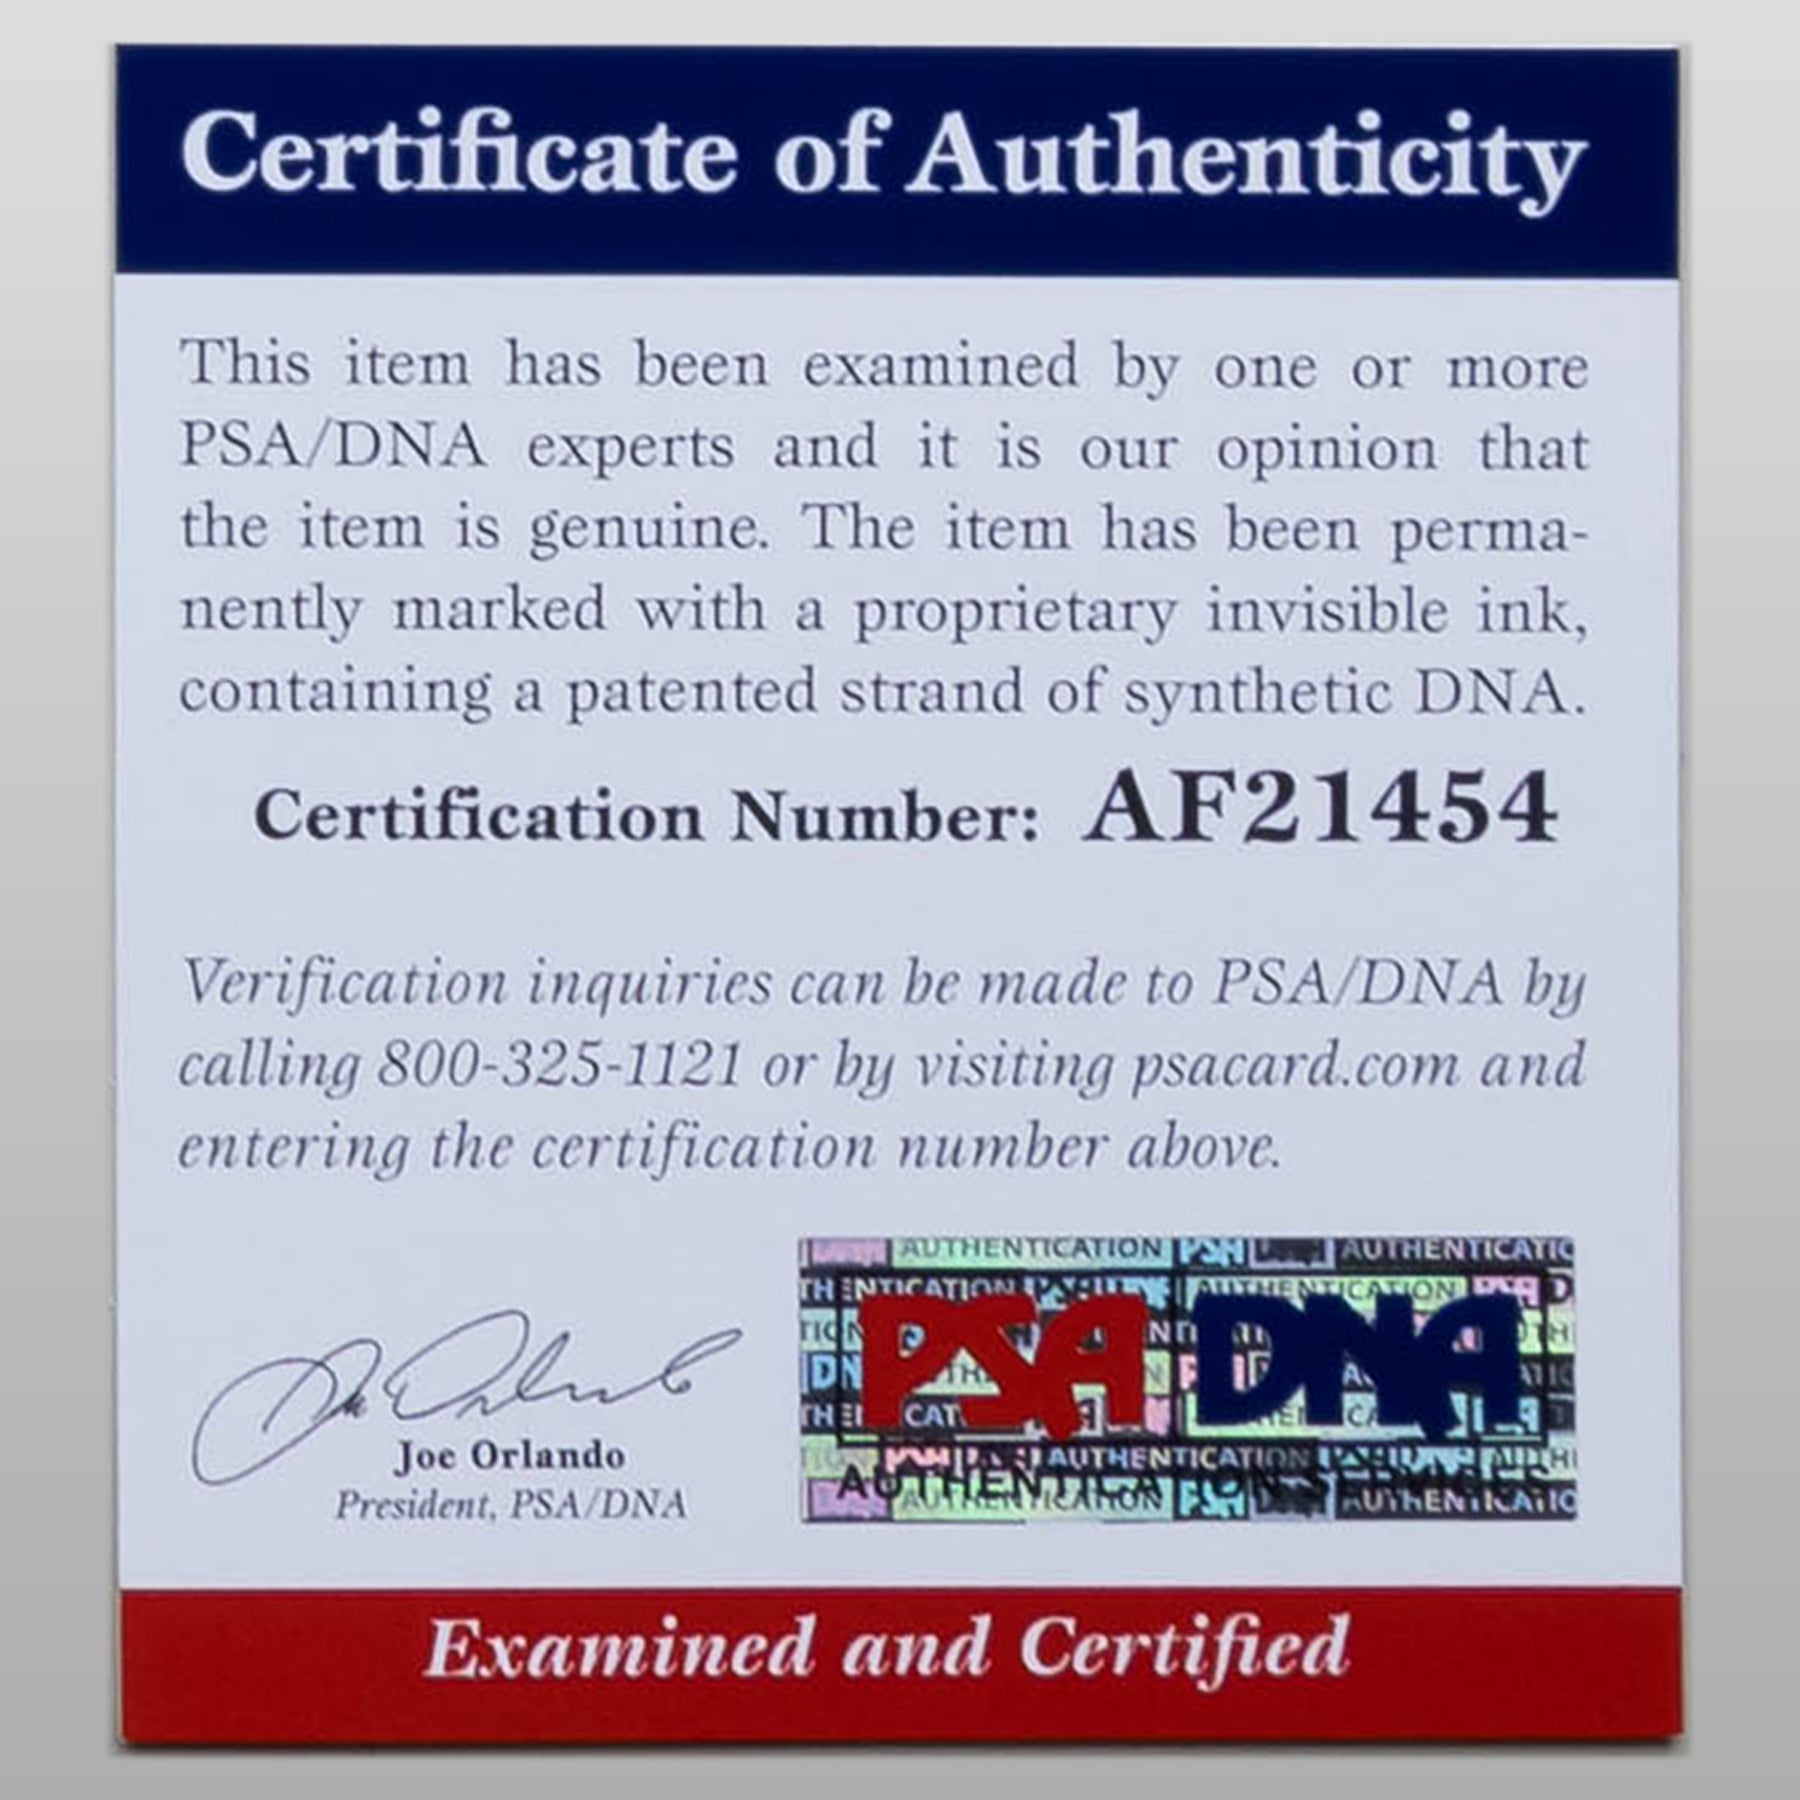 Certificate of Authenticity
This item has been examined by one or more
PSA/DNA experts and it is our opinion that
the item is genuine. The item has been perma-
nently marked with a proprietary invisible ink,
containing a patented strand of synthetic DNA.
Certification Number: AF21454
Verification inquiries can be made to PSA/DNA by
calling 800-325-1121 or by visiting psacard.com and
entering the certification number above.
Joe Orlando
President, PSA/DNA
PSA DNA
AUTHENTICATION SERVICES
Examined and Certified